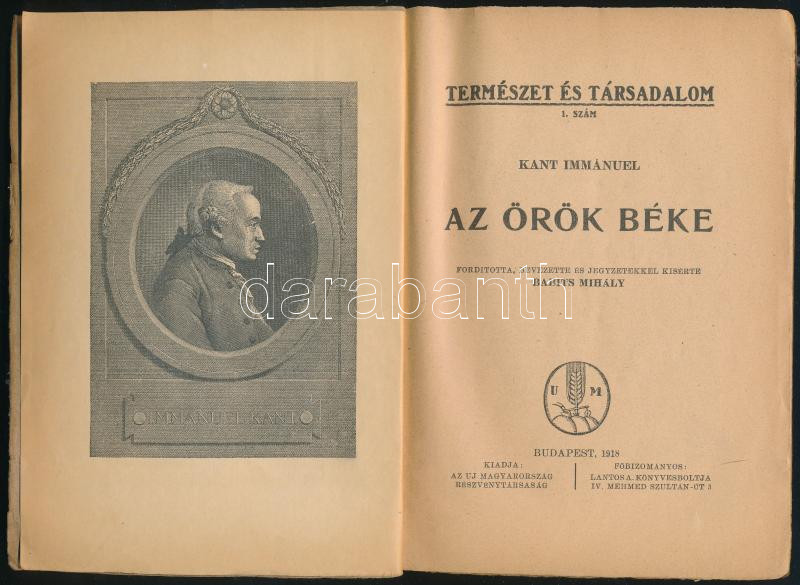 IMMANUEL KANT
TERMÉSZET ÉS TÁRSADALOM
1. SZÁM
KANT IMMÁNUEL
AZ ÖRÖK BÉKE
FORDITOTTA, BEVEZETTE ÉS JEGYZETEKKEL KISÉRTE
BABITS MIHÁLY
darabanth
U M
BUDAPEST, 1918
KIADJA:
AZ UJ MAGYARORSZÁG
RÉSZVÉNYTÁRSASÁG
FŐBIZOMÁNYOS:
LANTOS A. KÖNYVESBOLTJA
IV. MEHMED SZULTÁN-ÚT 3